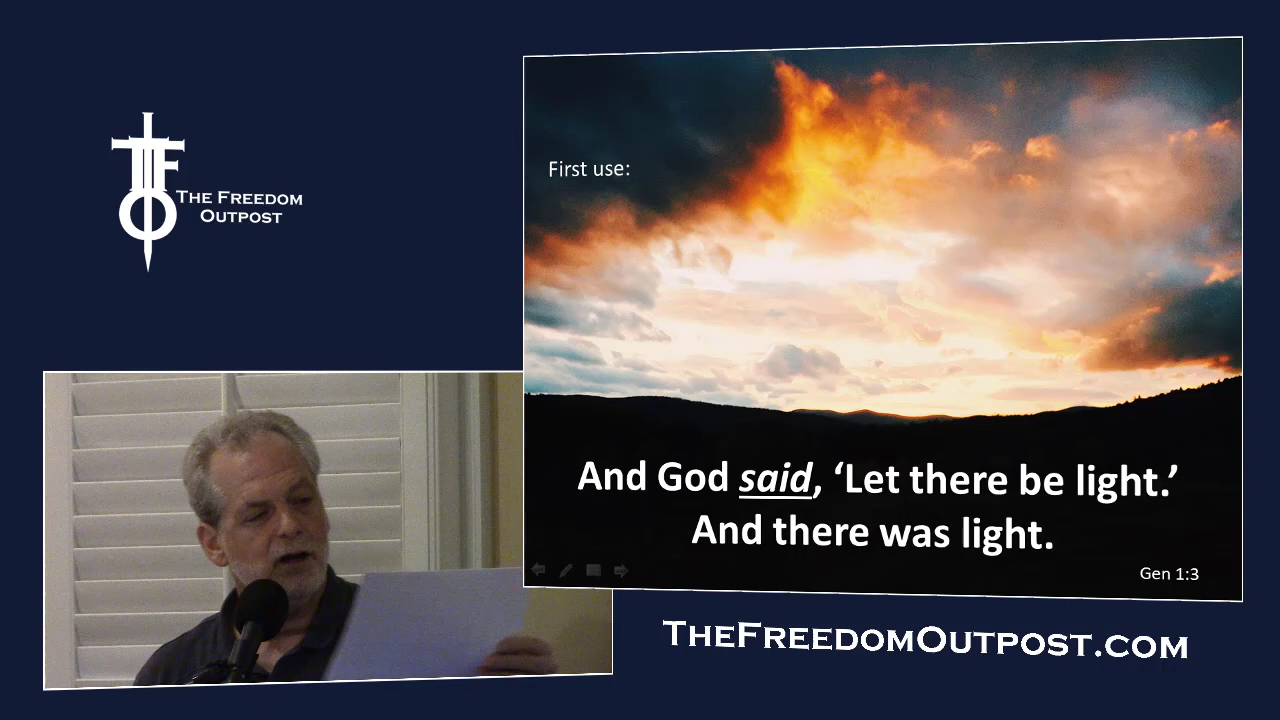 The Freedom
Outpost
First use:
And God said, ‘Let there be light.’
And there was light.
Gen 1:3
TheFreedomOutpost.com